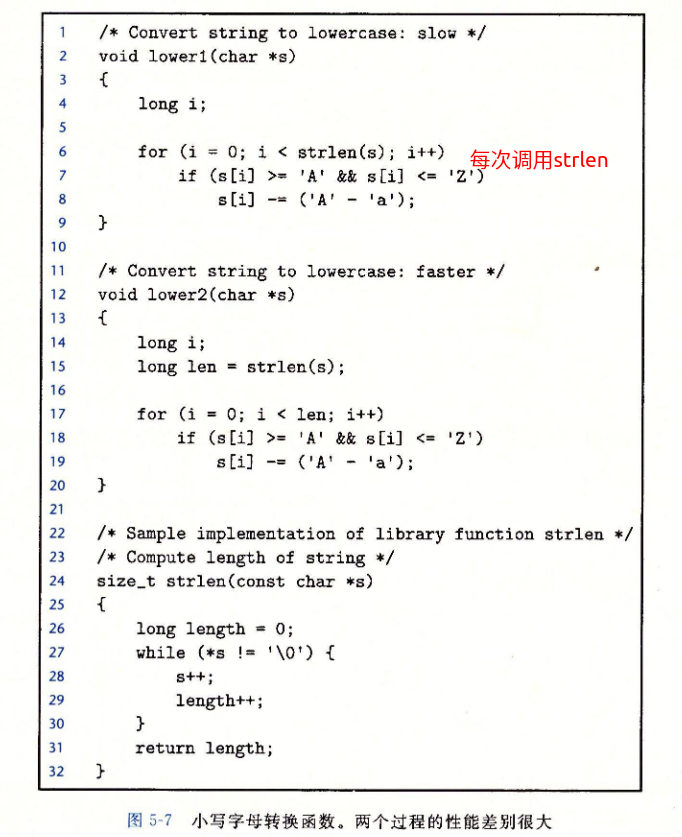 1 /* Convert string to lowercase: slow */
2 void lower1(char *s)
3 {
4 long i;
5
6 for (i = 0; i < strlen(s); i++) 每次调用strlen
7 if (s[i] >= 'A' && s[i] <= 'Z')
8 s[i] -= ('A' - 'a');
9 }
10
11 /* Convert string to lowercase: faster */
12 void lower2(char *s)
13 {
14 long i;
15 long len = strlen(s);
16
17 for (i = 0; i < len; i++)
18 if (s[i] >= 'A' && s[i] <= 'Z')
19 s[i] -= ('A' - 'a');
20 }
21
22 /* Sample implementation of library function strlen */
23 /* Compute length of string */
24 size_t strlen(const char *s)
25 {
26 long length = 0;
27 while (*s != '\0') {
28 s++;
29 length++;
30 }
31 return length;
32 }
图 5-7 小写字母转换函数。两个过程的性能差别很大